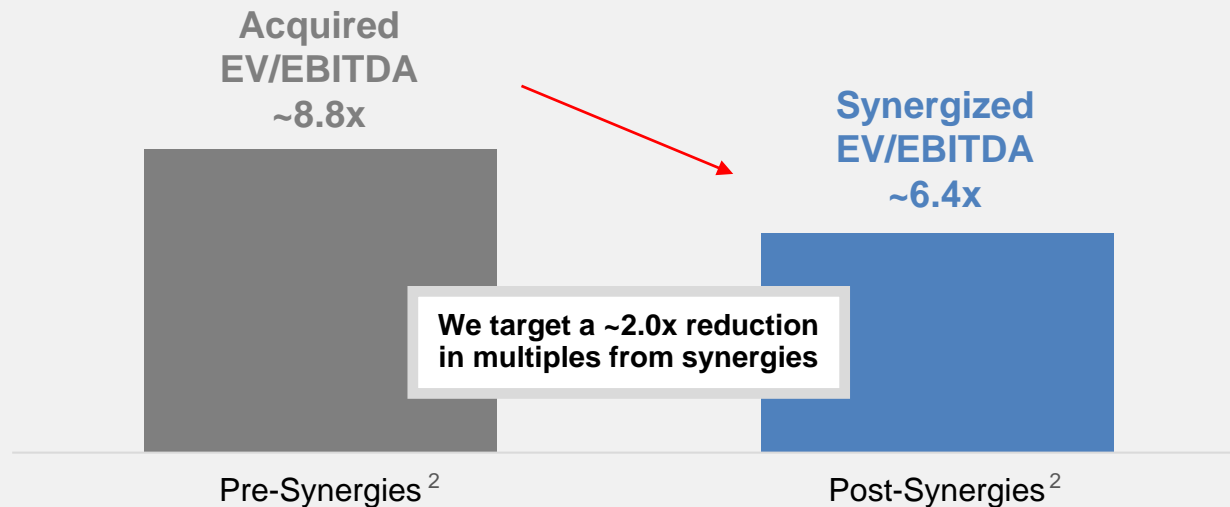 Acquired
EV/EBITDA
~8.8x
Synergized
EV/EBITDA
~6.4x
We target a ~2.0x reduction
in multiples from synergies
Pre-Synergies 2
Post-Synergies 2